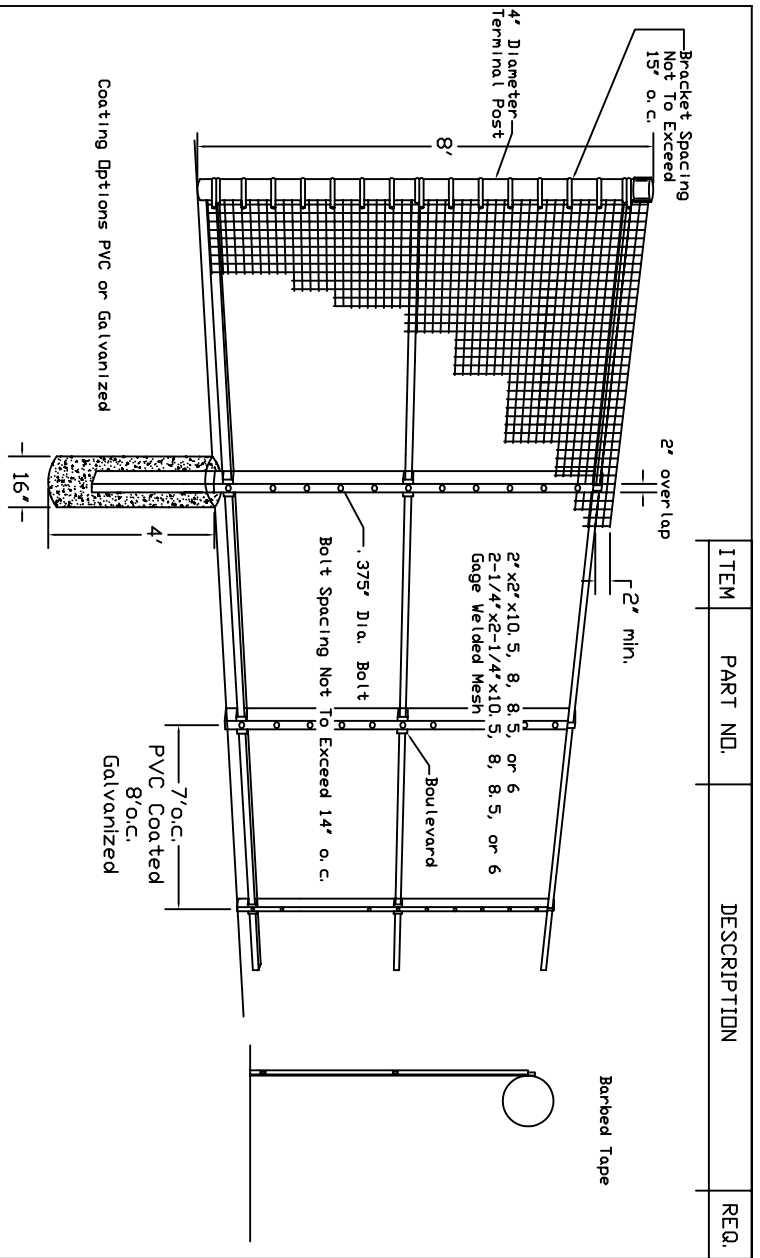 ITEM
PART NO.
DESCRIPTION
REQ.
Bracket Spacing
Not To Exceed
15" o.c.
4" Diameter
Terminal Post
8'
2" overlap
2" min.
2"x2"x10.5, 8, 8.5, or 6
2-1/4"x2-1/4"x10.5, 8, 8.5, or 6
Gage Welded Mesh
Boulevard
.375" Dia. Bolt
Bolt Spacing Not To Exceed 14" o.c.
7'o.c.
PVC Coated
8'o.c.
Galvanized
4'
16"
Coating Options PVC or Galvanized
Barbed Tape